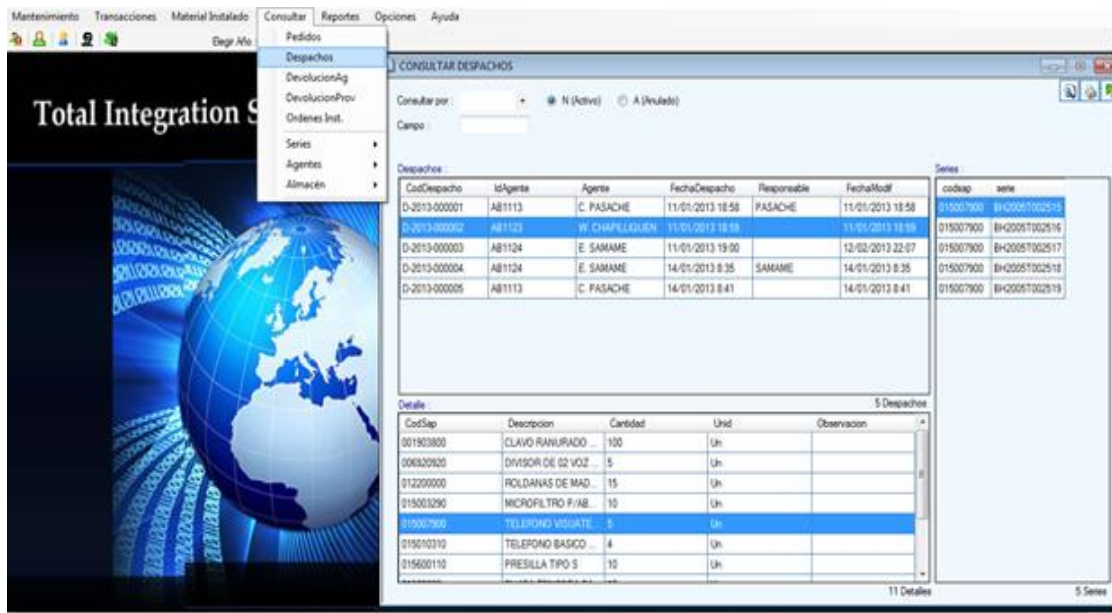 Mantenimiento Transacciones Material Instalado Consultar Reportes Opciones Ayuda
Elegir Año
Pedidos
Despachos
DevolucionAg
DevolucionProv
Ordenes Inst.
Series
Agentes
Almacén
Total Integration S
CONSULTAR DESPACHOS
Consultar por : N (Activo) A (Anulado)
Campo :
Despachos :
CodDespacho IdAgente Agente FechaDespacho Responsable FechaModif
D-2013-000001 AB1113 C. PASACHE 11/01/2013 18:58 PASACHE 11/01/2013 18:58
D-2013-000002 AB1123 W. CHAPILLIQUEN 11/01/2013 18:59 11/01/2013 18:59
D-2013-000003 AB1124 E. SAMAME 11/01/2013 19:00 12/02/2013 22:07
D-2013-000004 AB1124 E. SAMAME 14/01/2013 8:35 SAMAME 14/01/2013 8:35
D-2013-000005 AB1113 C. PASACHE 14/01/2013 8:41 14/01/2013 8:41
5 Despachos
Series :
codsap serie
015007900 BH2005T002515
015007900 BH2005T002516
015007900 BH2005T002517
015007900 BH2005T002518
015007900 BH2005T002519
Detalle :
CodSap Descripcion Cantidad Unid Observacion
001903800 CLAVO RANURADO ... 100 Un
006920920 DIVISOR DE 02 VOZ ... 5 Un
012200000 ROLDANAS DE MAD... 15 Un
015003290 MICROFILTRO P/AB... 10 Un
015007900 TELEFONO VISUATE... 5 Un
015010310 TELEFONO BASICO ... 4 Un
015600110 PRESILLA TIPO S 10 Un
11 Detalles
5 Series